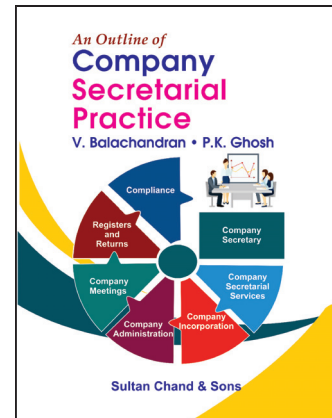 An Outline of
Company
Secretarial
Practice
V. Balachandran • P.K. Ghosh
Compliance
Registers
and
Returns
Company
Secretary
Company
Meetings
Company
Secretarial
Services
Company
Administration
Company
Incorporation
Sultan Chand & Sons